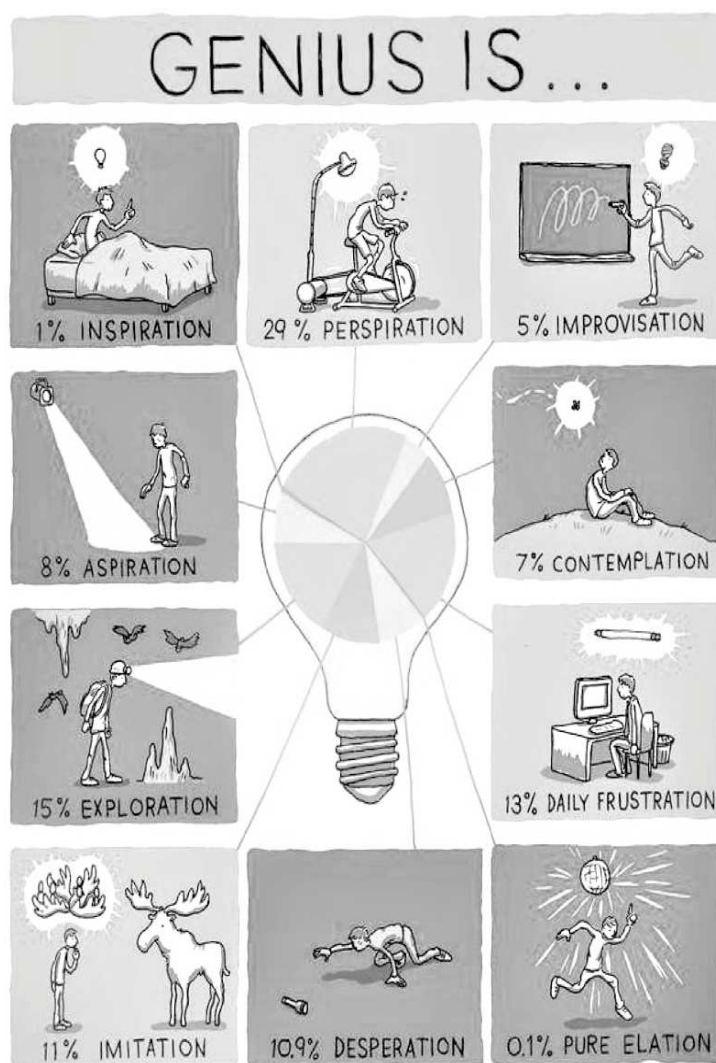 GENIUS IS...
1% INSPIRATION
29% PERSPIRATION
5% IMPROVISATION
8% ASPIRATION
7% CONTEMPLATION
15% EXPLORATION
13% DAILY FRUSTRATION
11% IMITATION
10.9% DESPERATION
0.1% PURE ELATION